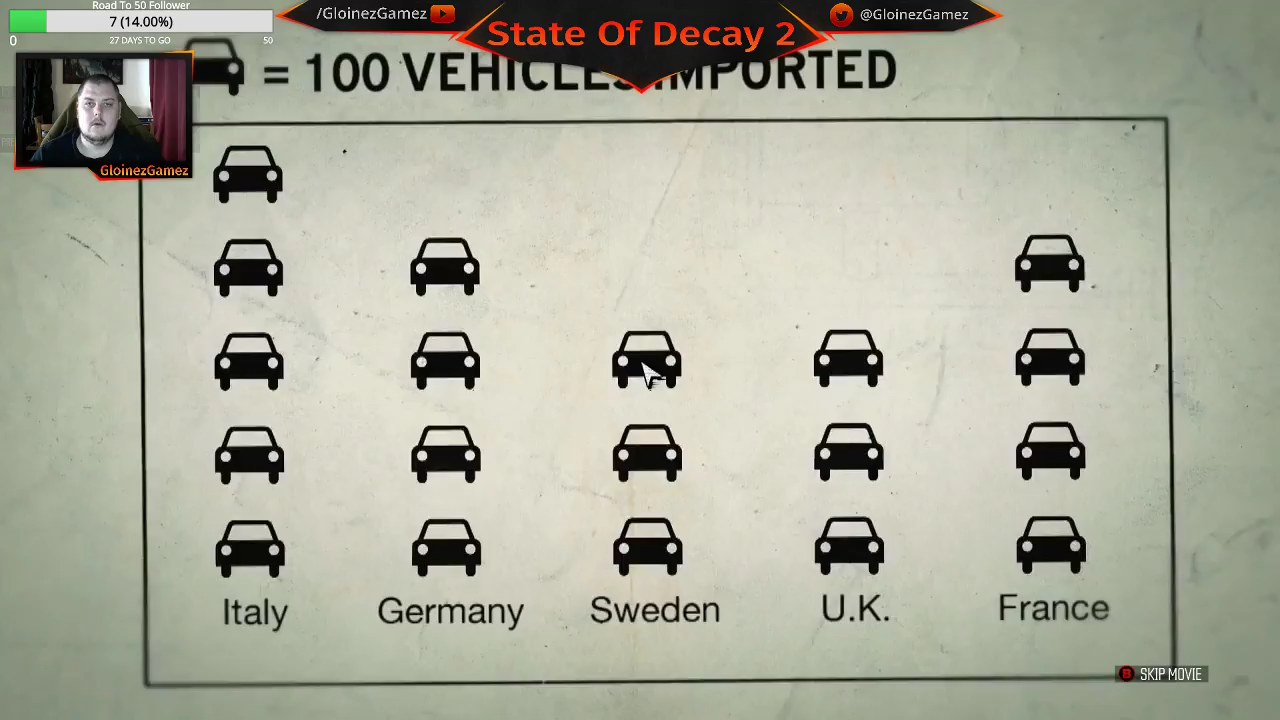 Road To 50 Follower
7 (14.00%)
0 27 DAYS TO GO 50
/GloinezGamez
State Of Decay 2
@GloinezGamez
= 100 VEHICLES IMPORTED
GloinezGamez
Italy Germany Sweden U.K. France
B SKIP MOVIE